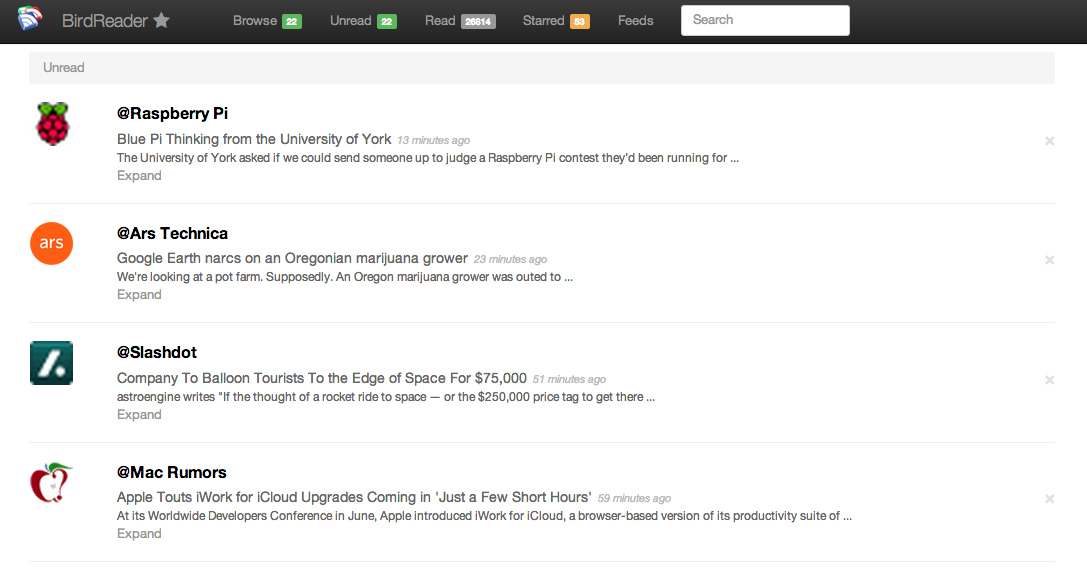 BirdReader Browse 22 Unread 22 Read 26814 Starred 53 Feeds Search
Unread
@Raspberry Pi
Blue Pi Thinking from the University of York 13 minutes ago
The University of York asked if we could send someone up to judge a Raspberry Pi contest they'd been running for ...
Expand
ars
@Ars Technica
Google Earth narcs on an Oregonian marijuana grower 23 minutes ago
We're looking at a pot farm. Supposedly. An Oregon marijuana grower was outed to ...
Expand
@Slashdot
Company To Balloon Tourists To the Edge of Space For $75,000 51 minutes ago
astroengine writes "If the thought of a rocket ride to space — or the $250,000 price tag to get there ...
Expand
@Mac Rumors
Apple Touts iWork for iCloud Upgrades Coming in 'Just a Few Short Hours' 59 minutes ago
At its Worldwide Developers Conference in June, Apple introduced iWork for iCloud, a browser-based version of its productivity suite of ...
Expand